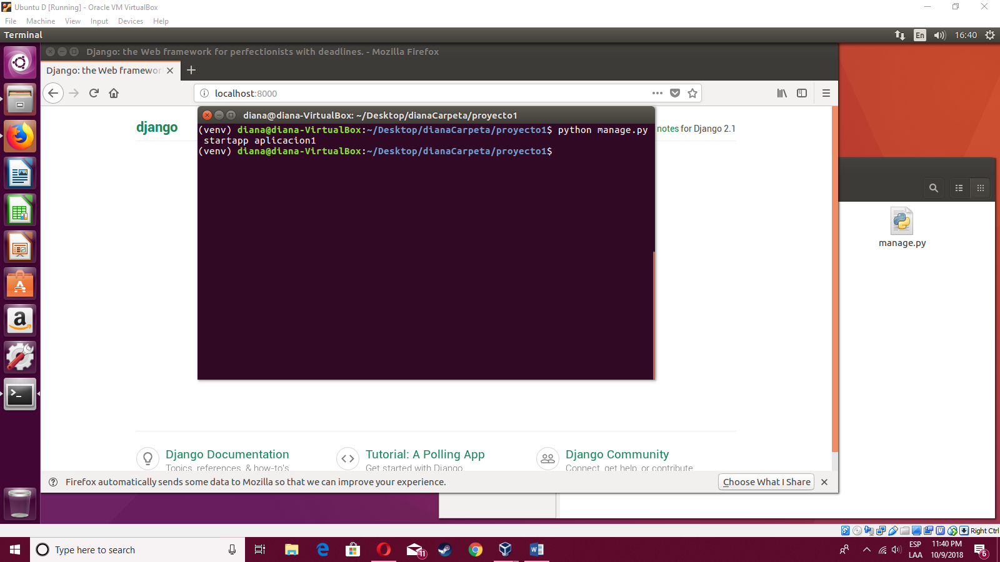 Ubuntu D [Running] - Oracle VM VirtualBox
File Machine View Input Devices Help
Terminal
En
16:40
Django: the Web framework for perfectionists with deadlines. - Mozilla Firefox
Django: the Web framewor
localhost:8000
diana@diana-VirtualBox: ~/Desktop/dianaCarpeta/proyecto1
django
notes for Django 2.1
(venv) diana@diana-VirtualBox:~/Desktop/dianaCarpeta/proyecto1$ python manage.py
startapp aplicacion1
(venv) diana@diana-VirtualBox:~/Desktop/dianaCarpeta/proyecto1$
manage.py
Django Documentation
Topics, references, & how-to's
Tutorial: A Polling App
Get started with Django
Django Community
Connect, get help, or contribute
Firefox automatically sends some data to Mozilla so that we can improve your experience.
Choose What I Share
Right Ctrl
Type here to search
11
ESP
LAA
11:40 PM
10/9/2018
6